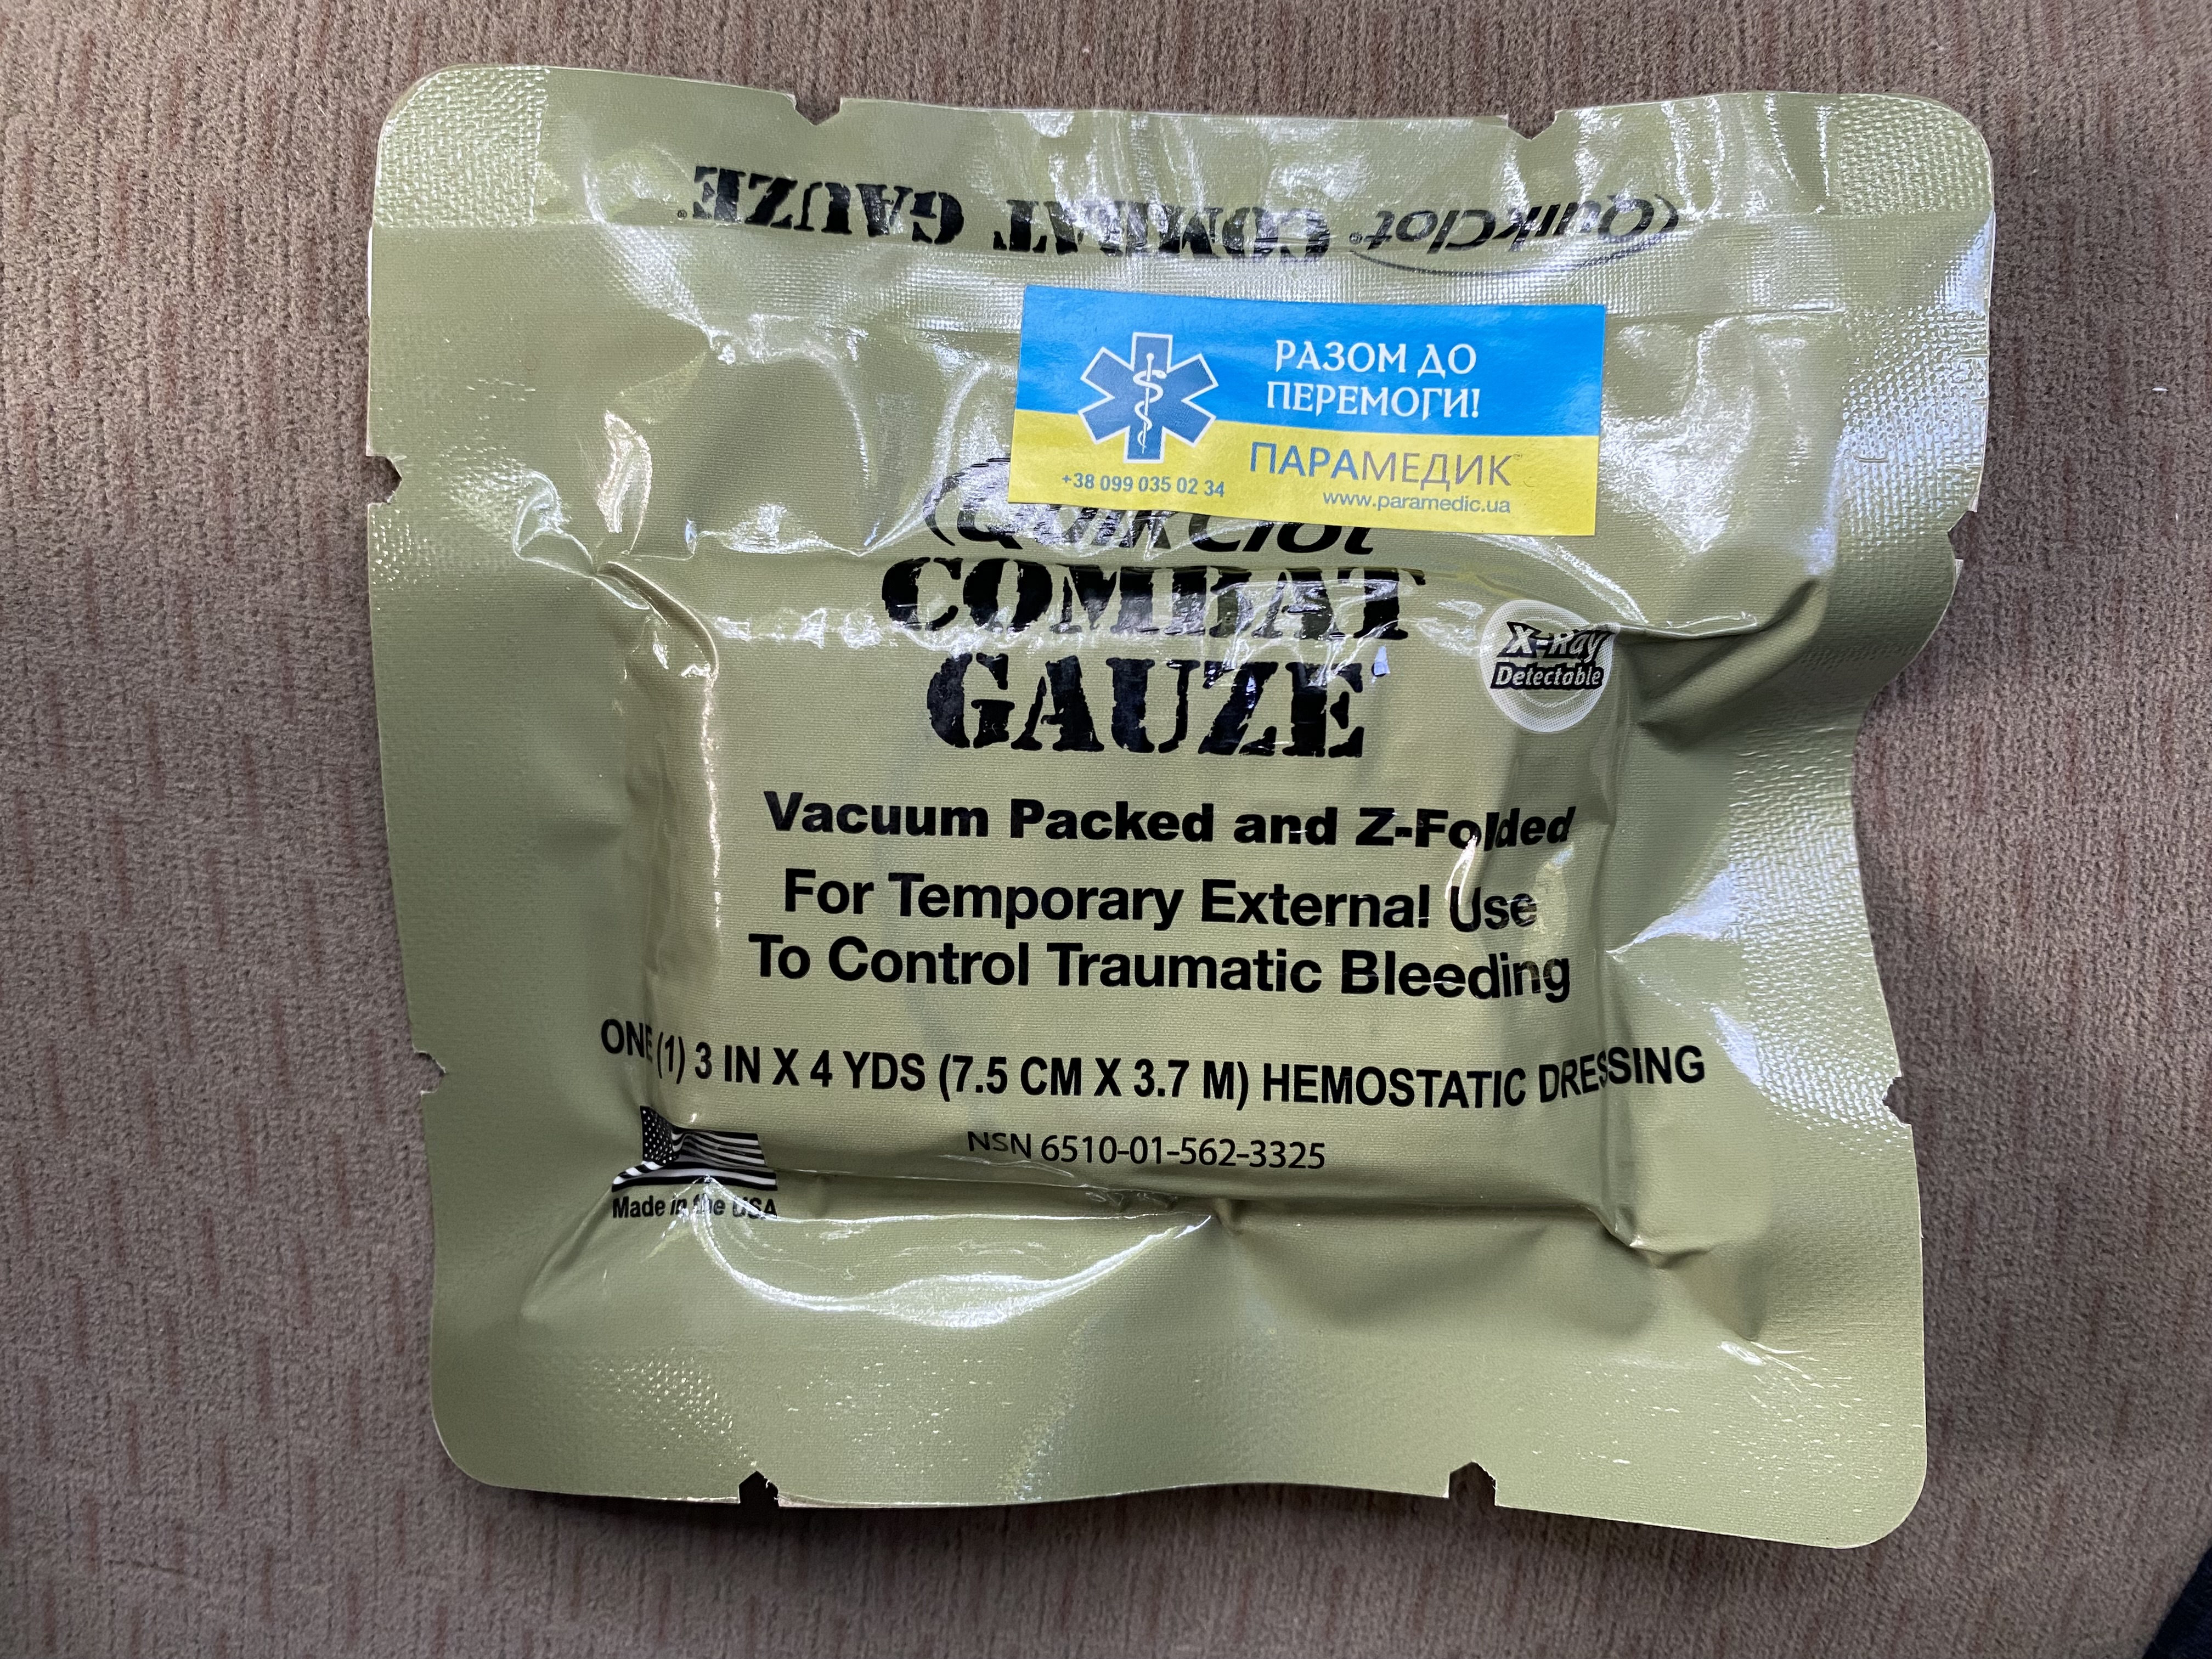 QuikClot® COMBAT GAUZE®
РАЗОМ ДО
ПЕРЕМОГИ!
ПАРАМЕДИК™
+38 099 035 02 34
www.paramedic.ua
QuikClot
COMBAT
GAUZE
X-Ray
Detectable
Vacuum Packed and Z-Folded
For Temporary External Use
To Control Traumatic Bleeding
ONE (1) 3 IN X 4 YDS (7.5 CM X 3.7 M) HEMOSTATIC DRESSING
NSN 6510-01-562-3325
Made in the USA